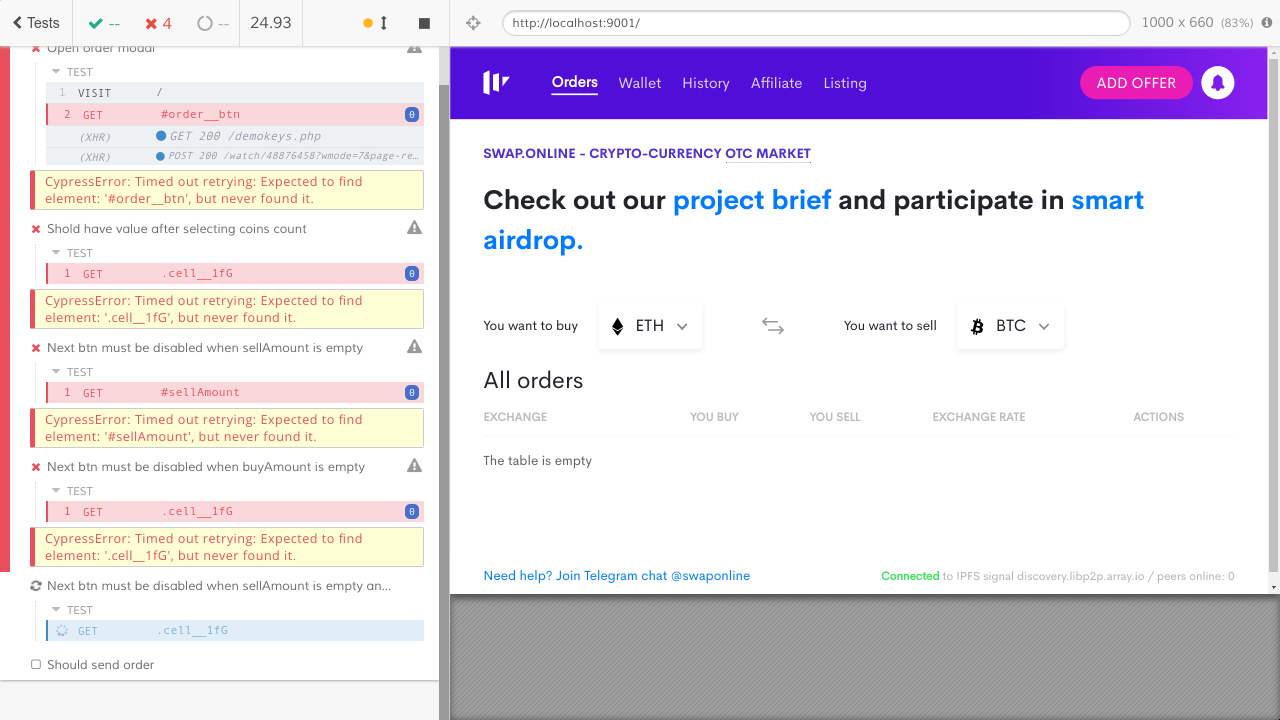 Tests
--
4
--
24.93
http://localhost:9001/
1000 x 660 (83%)
Open order modal
TEST
1 VISIT /
2 GET #order__btn 0
(XHR) GET 200 /demokeys.php
(XHR) POST 200 /watch/48876458?wmode=7&page-re...
CypressError: Timed out retrying: Expected to find
element: '#order__btn', but never found it.
Shold have value after selecting coins count
TEST
1 GET .cell__1fG 0
CypressError: Timed out retrying: Expected to find
element: '.cell__1fG', but never found it.
Next btn must be disabled when sellAmount is empty
TEST
1 GET #sellAmount 0
CypressError: Timed out retrying: Expected to find
element: '#sellAmount', but never found it.
Next btn must be disabled when buyAmount is empty
TEST
1 GET .cell__1fG 0
CypressError: Timed out retrying: Expected to find
element: '.cell__1fG', but never found it.
Next btn must be disabled when sellAmount is empty an...
TEST
GET .cell__1fG
Should send order
Orders Wallet History Affiliate Listing
ADD OFFER
SWAP.ONLINE - CRYPTO-CURRENCY OTC MARKET
Check out our project brief and participate in smart
airdrop.
You want to buy ETH You want to sell BTC
All orders
EXCHANGE YOU BUY YOU SELL EXCHANGE RATE ACTIONS
The table is empty
Need help? Join Telegram chat @swaponline
Connected to IPFS signal discovery.libp2p.array.io / peers online: 0